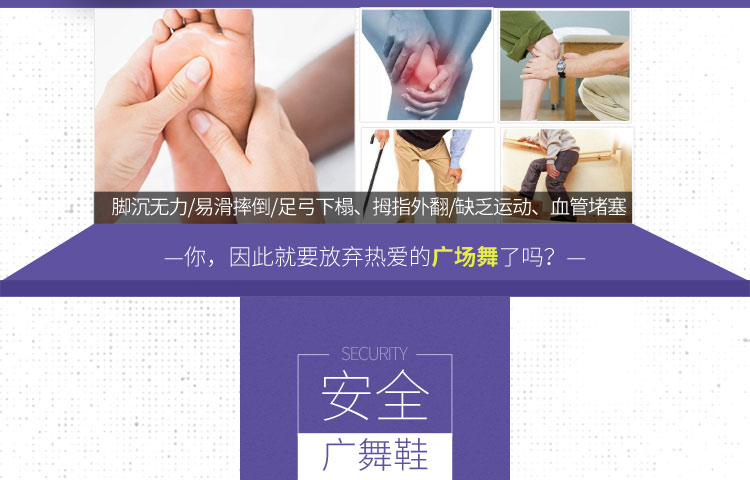 脚沉无力/易滑摔倒/足弓下榻、拇指外翻/缺乏运动、血管堵塞
—你，因此就要放弃热爱的广场舞了吗？—
SECURITY
安全
广舞鞋